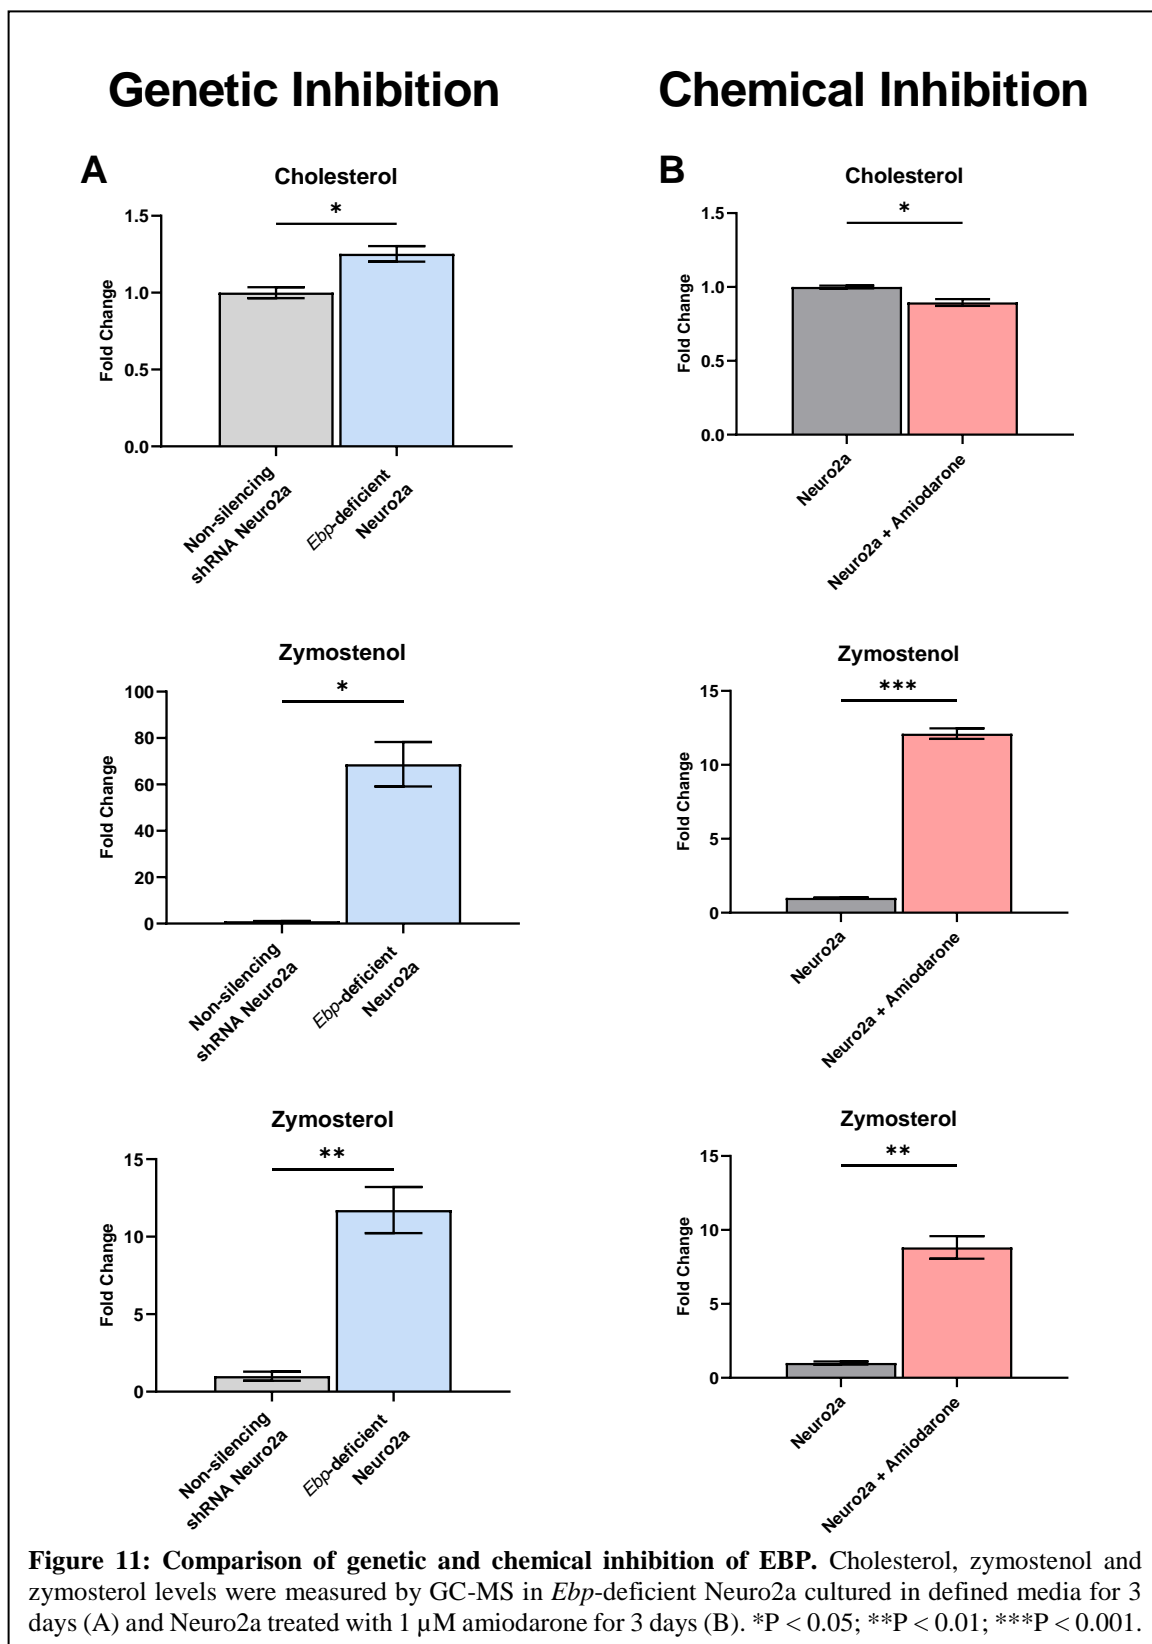 Genetic Inhibition
Chemical Inhibition
A
Cholesterol
*
Fold Change
1.5
1.0
0.5
0.0
Non-silencing
shRNA Neuro2a
Ebp-deficient
Neuro2a
Zymostenol
*
Fold Change
100
80
60
40
20
0
Non-silencing
shRNA Neuro2a
Ebp-deficient
Neuro2a
Zymosterol
**
Fold Change
15
10
5
0
Non-silencing
shRNA Neuro2a
Ebp-deficient
Neuro2a
B
Cholesterol
*
Fold Change
1.5
1.0
0.5
0.0
Neuro2a
Neuro2a + Amiodarone
Zymostenol
***
Fold Change
15
10
5
0
Neuro2a
Neuro2a + Amiodarone
Zymosterol
**
Fold Change
15
10
5
0
Neuro2a
Neuro2a + Amiodarone
Figure 11: Comparison of genetic and chemical inhibition of EBP. Cholesterol, zymostenol and
zymosterol levels were measured by GC-MS in Ebp-deficient Neuro2a cultured in defined media for 3
days (A) and Neuro2a treated with 1 µM amiodarone for 3 days (B). *P < 0.05; **P < 0.01; ***P < 0.001.